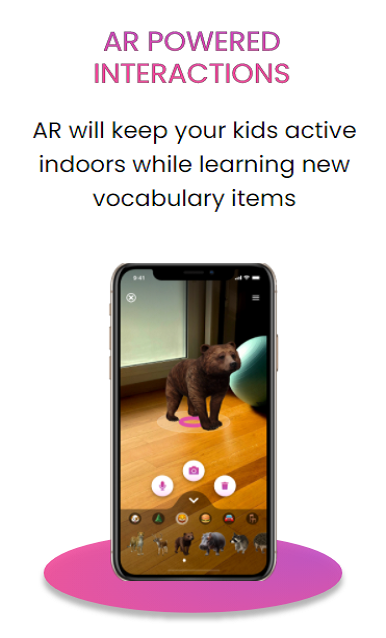 AR POWERED
INTERACTIONS
AR will keep your kids active
indoors while learning new
vocabulary items
9:41